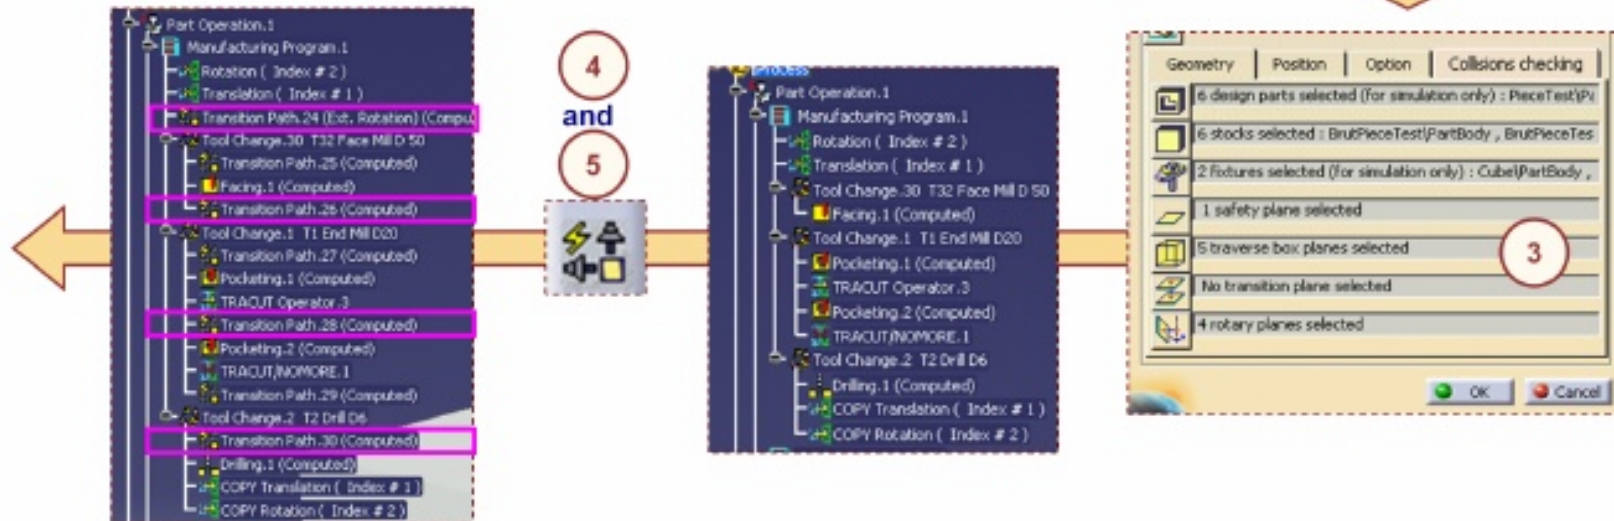 Part Operation.1
Manufacturing Program.1
Rotation ( Index # 2 )
Translation ( Index # 1 )
Transition Path.24 (Ext. Rotation) (Compu
Tool Change.30 T32 Face Mill D 50
Transition Path.25 (Computed)
Facing.1 (Computed)
Transition Path.26 (Computed)
Tool Change.1 T1 End Mill D20
Transition Path.27 (Computed)
Pocketing.1 (Computed)
TRACUT Operator.3
Transition Path.28 (Computed)
Pocketing.2 (Computed)
TRACUT/NOMORE.1
Transition Path.29 (Computed)
Tool Change.2 T2 Drill D6
Transition Path.30 (Computed)
Drilling.1 (Computed)
COPY Translation ( Index # 1 )
COPY Rotation ( Index # 2 )
4
and
5
Process
Part Operation.1
Manufacturing Program.1
Rotation ( Index # 2 )
Translation ( Index # 1 )
Tool Change.30 T32 Face Mill D 50
Facing.1 (Computed)
Tool Change.1 T1 End Mill D20
Pocketing.1 (Computed)
TRACUT Operator.3
Pocketing.2 (Computed)
TRACUT/NOMORE.1
Tool Change.2 T2 Drill D6
Drilling.1 (Computed)
COPY Translation ( Index # 1 )
COPY Rotation ( Index # 2 )
Geometry Position Option Collisions checking
6 design parts selected (for simulation only) : PieceTest\Pa
6 stocks selected : BrutPieceTest\PartBody , BrutPieceTes
2 fixtures selected (for simulation only) : Cube\PartBody ,
1 safety plane selected
5 traverse box planes selected
3
No transition plane selected
4 rotary planes selected
OK Cancel